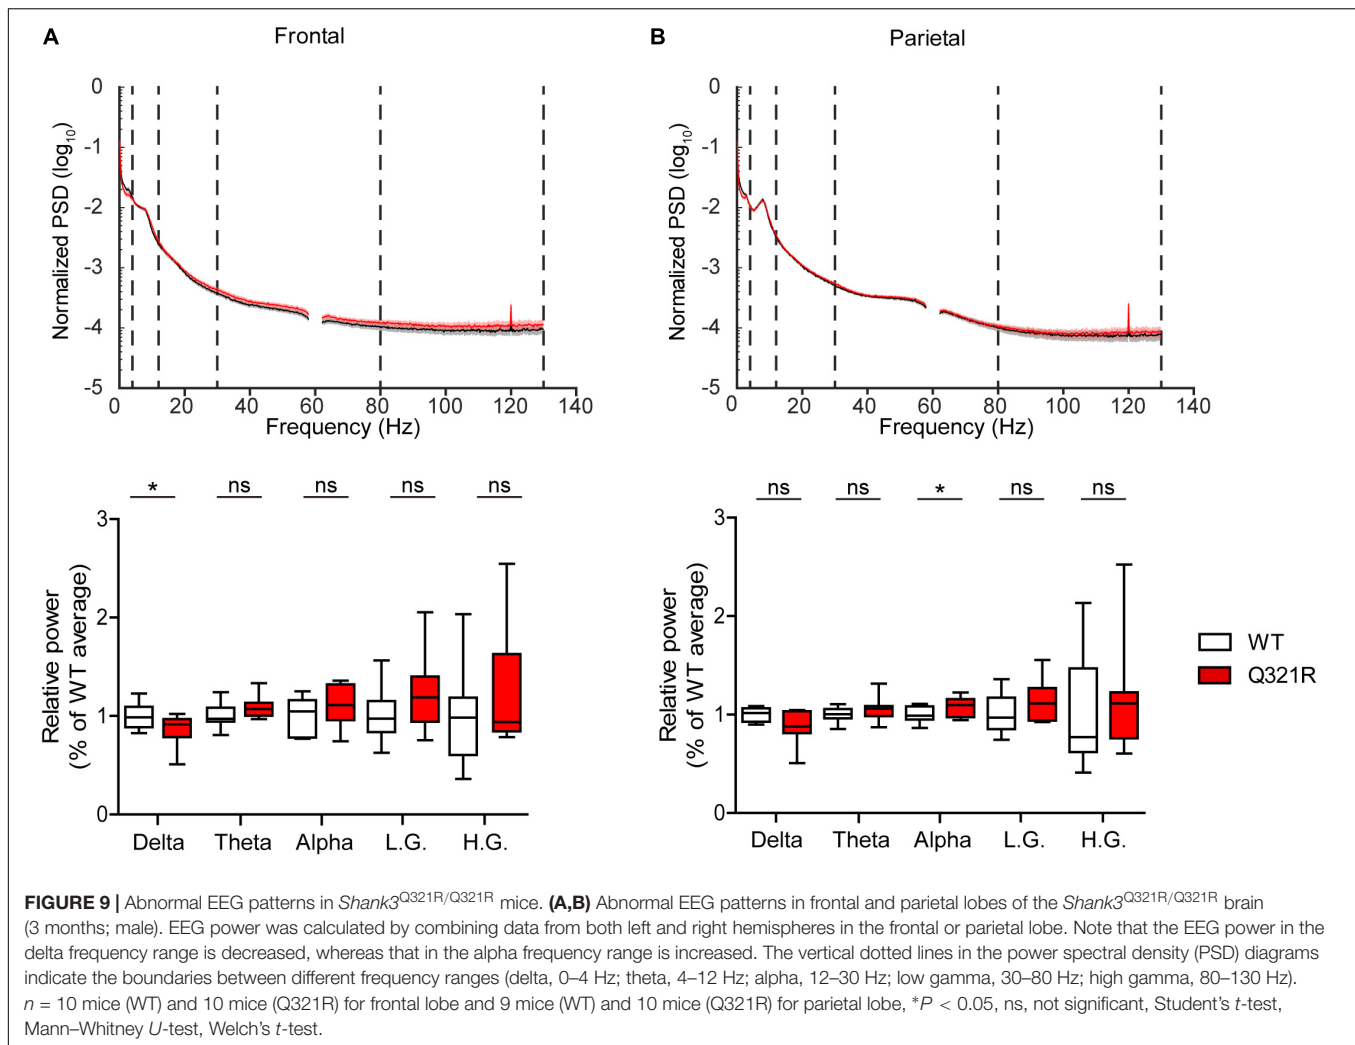 A
Frontal
B
Parietal
Normalized PSD (log10)
0
-1
-2
-3
-4
-5
0 20 40 60 80 100 120 140
Frequency (Hz)
Normalized PSD (log10)
0
-1
-2
-3
-4
-5
0 20 40 60 80 100 120 140
Frequency (Hz)
* ns ns ns ns
Relative power
(% of WT average)
3
2
1
0
Delta Theta Alpha L.G. H.G.
ns ns * ns ns
Relative power
(% of WT average)
3
2
1
0
Delta Theta Alpha L.G. H.G.
WT
Q321R
FIGURE 9 | Abnormal EEG patterns in Shank3Q321R/Q321R mice. (A,B) Abnormal EEG patterns in frontal and parietal lobes of the Shank3Q321R/Q321R brain
(3 months; male). EEG power was calculated by combining data from both left and right hemispheres in the frontal or parietal lobe. Note that the EEG power in the
delta frequency range is decreased, whereas that in the alpha frequency range is increased. The vertical dotted lines in the power spectral density (PSD) diagrams
indicate the boundaries between different frequency ranges (delta, 0–4 Hz; theta, 4–12 Hz; alpha, 12–30 Hz; low gamma, 30–80 Hz; high gamma, 80–130 Hz).
n = 10 mice (WT) and 10 mice (Q321R) for frontal lobe and 9 mice (WT) and 10 mice (Q321R) for parietal lobe, *P < 0.05, ns, not significant, Student's t-test,
Mann–Whitney U-test, Welch's t-test.